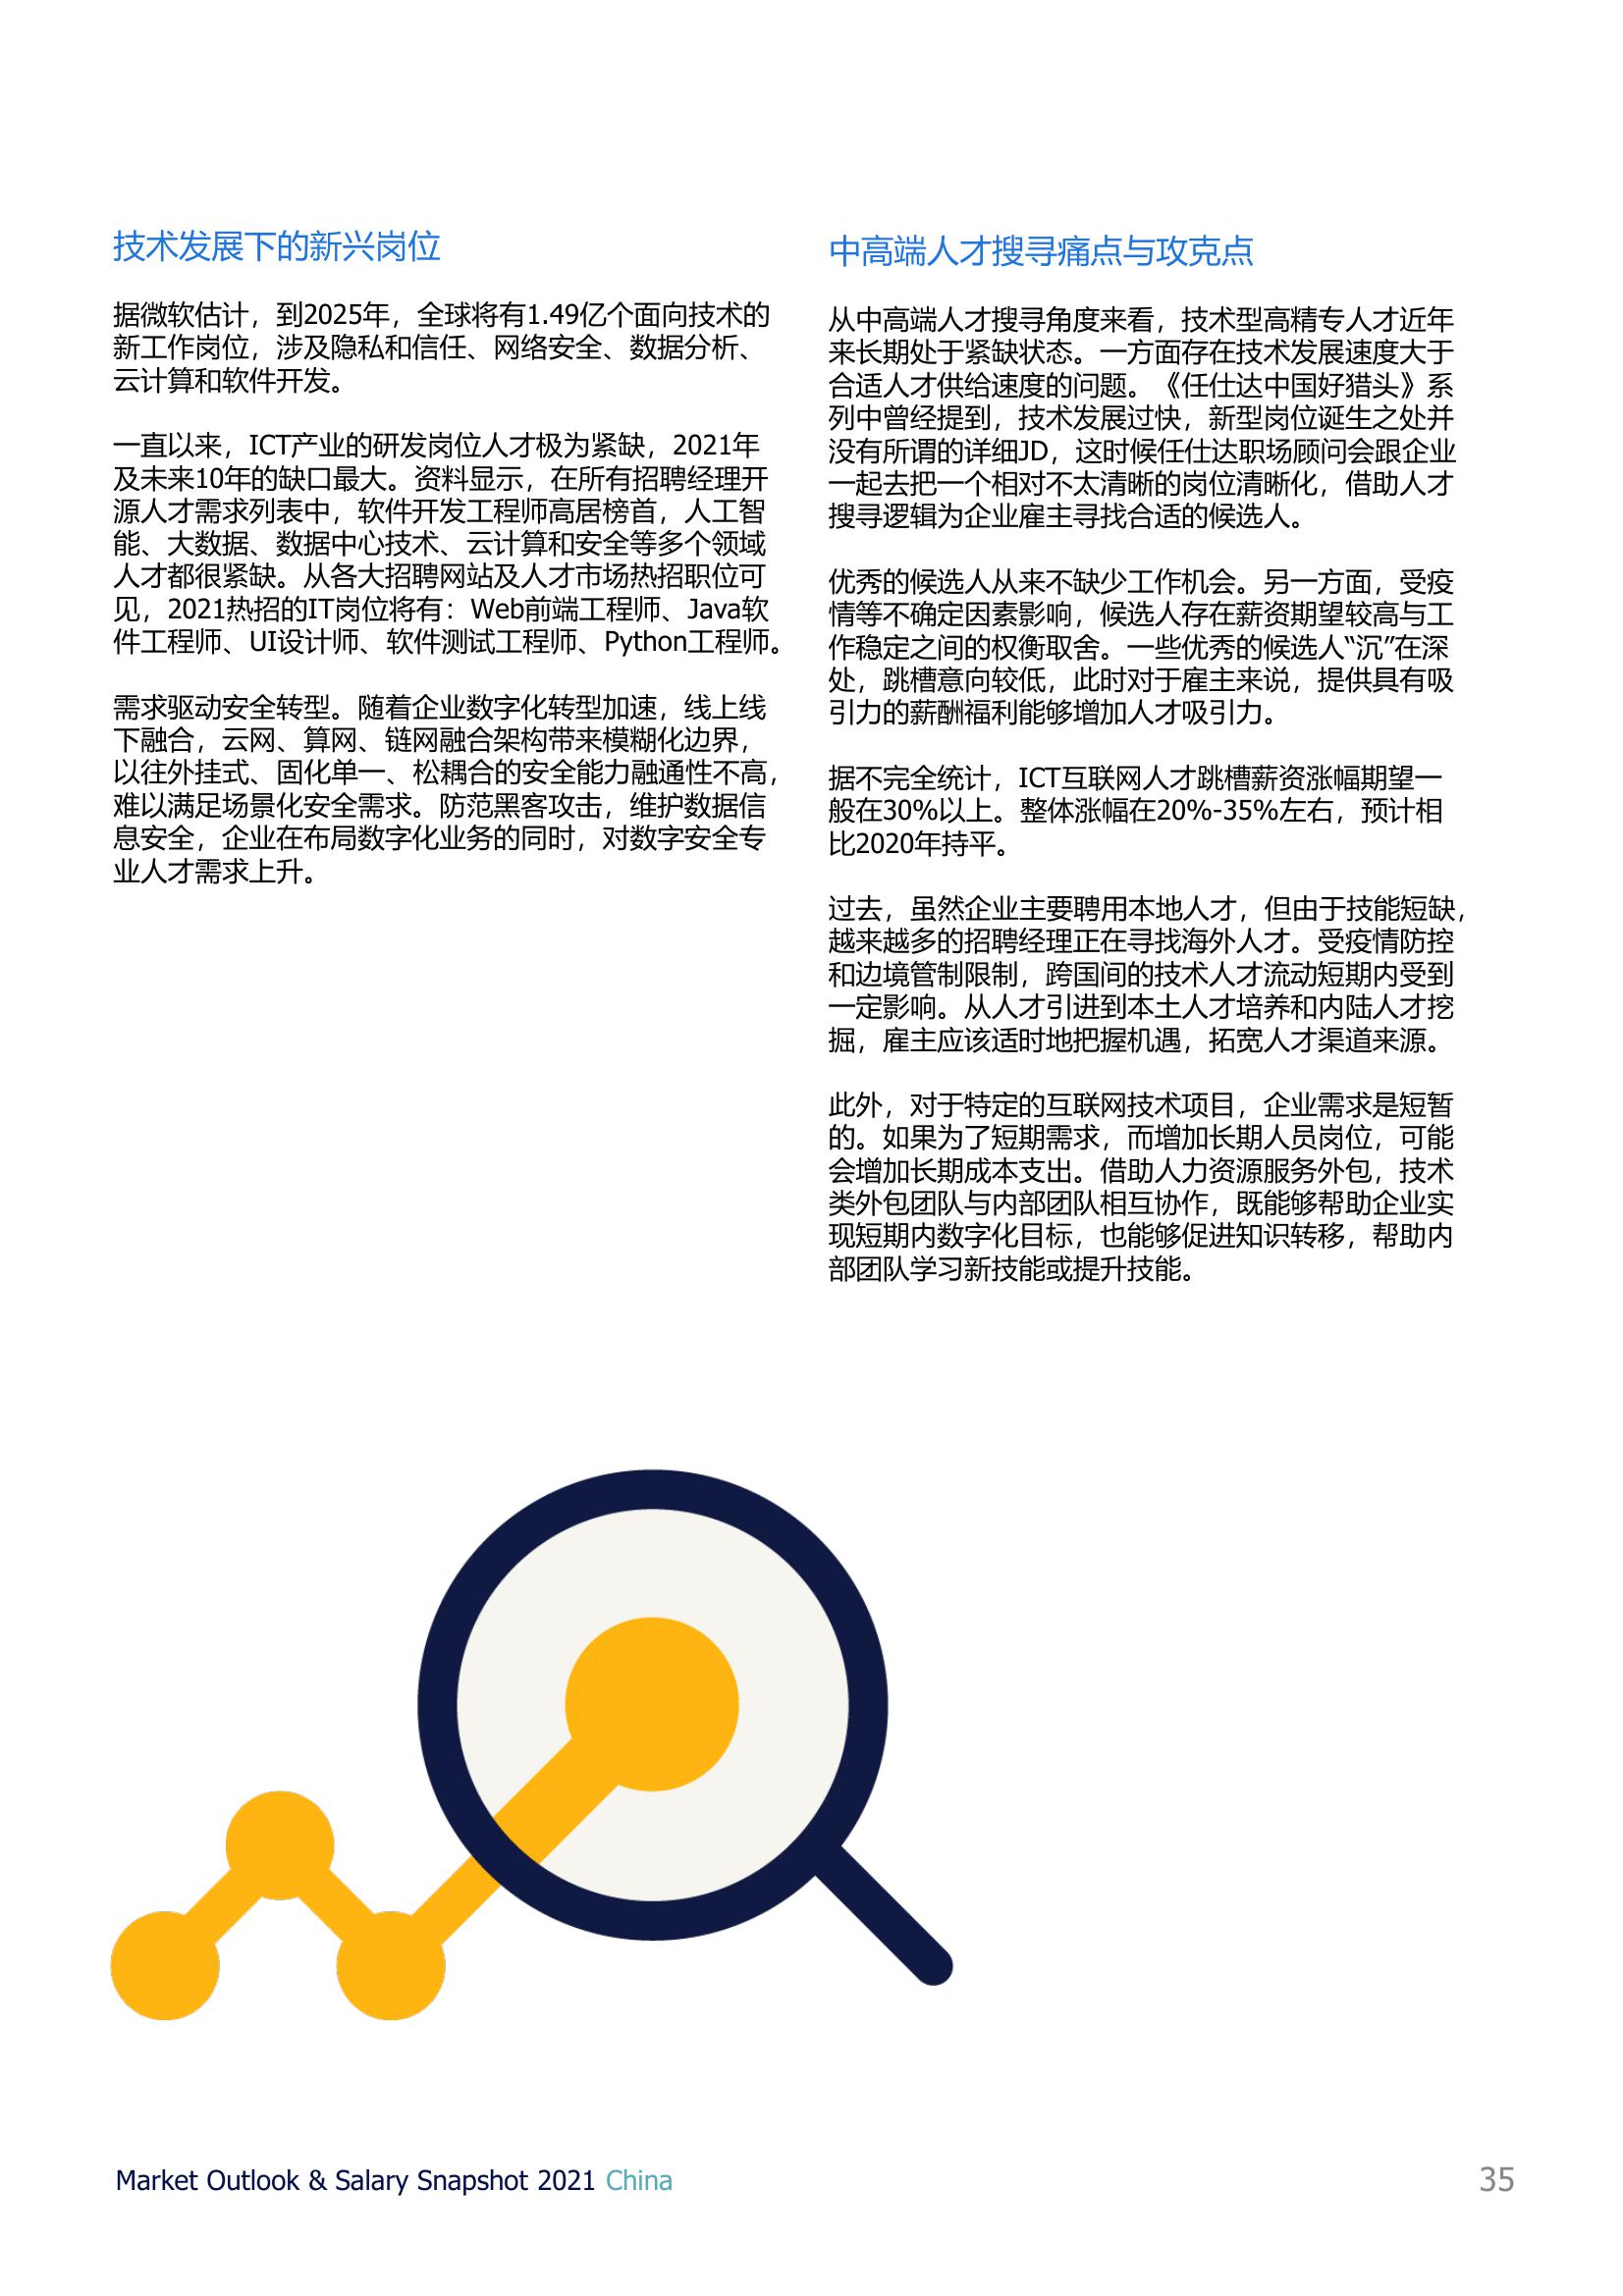 技术发展下的新兴岗位
据微软估计，到2025年，全球将有1.49亿个面向技术的
新工作岗位，涉及隐私和信任、网络安全、数据分析、
云计算和软件开发。
一直以来，ICT产业的研发岗位人才极为紧缺，2021年
及未来10年的缺口最大。资料显示，在所有招聘经理开
源人才需求列表中，软件开发工程师高居榜首，人工智
能、大数据、数据中心技术、云计算和安全等多个领域
人才都很紧缺。从各大招聘网站及人才市场热招职位可
见，2021热招的IT岗位将有：Web前端工程师、Java软
件工程师、UI设计师、软件测试工程师、Python工程师。
需求驱动安全转型。随着企业数字化转型加速，线上线
下融合，云网、算网、链网融合架构带来模糊化边界，
以往外挂式、固化单一、松耦合的安全能力融通性不高，
难以满足场景化安全需求。防范黑客攻击，维护数据信
息安全，企业在布局数字化业务的同时，对数字安全专
业人才需求上升。
中高端人才搜寻痛点与攻克点
从中高端人才搜寻角度来看，技术型高精专人才近年
来长期处于紧缺状态。一方面存在技术发展速度大于
合适人才供给速度的问题。《任仕达中国好猎头》系
列中曾经提到，技术发展过快，新型岗位诞生之处并
没有所谓的详细JD，这时候任仕达职场顾问会跟企业
一起去把一个相对不太清晰的岗位清晰化，借助人才
搜寻逻辑为企业雇主寻找合适的候选人。
优秀的候选人从来不缺少工作机会。另一方面，受疫
情等不确定因素影响，候选人存在薪资期望较高与工
作稳定之间的权衡取舍。一些优秀的候选人“沉”在深
处，跳槽意向较低，此时对于雇主来说，提供具有吸
引力的薪酬福利能够增加人才吸引力。
据不完全统计，ICT互联网人才跳槽薪资涨幅期望一
般在30%以上。整体涨幅在20%-35%左右，预计相
比2020年持平。
过去，虽然企业主要聘用本地人才，但由于技能短缺，
越来越多的招聘经理正在寻找海外人才。受疫情防控
和边境管制限制，跨国间的技术人才流动短期内受到
一定影响。从人才引进到本土人才培养和内陆人才挖
掘，雇主应该适时地把握机遇，拓宽人才渠道来源。
此外，对于特定的互联网技术项目，企业需求是短暂
的。如果为了短期需求，而增加长期人员岗位，可能
会增加长期成本支出。借助人力资源服务外包，技术
类外包团队与内部团队相互协作，既能够帮助企业实
现短期内数字化目标，也能够促进知识转移，帮助内
部团队学习新技能或提升技能。
Market Outlook & Salary Snapshot 2021 China
35